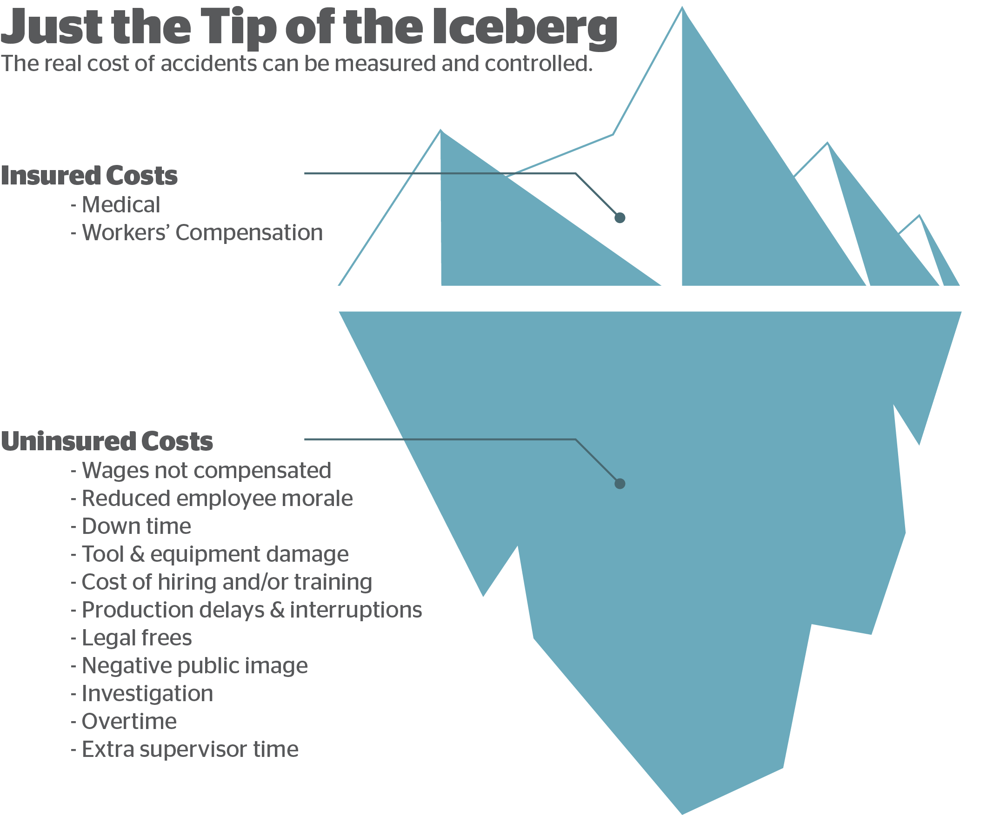 Just the Tip of the Iceberg
The real cost of accidents can be measured and controlled.
Insured Costs
- Medical
- Workers’ Compensation
Uninsured Costs
- Wages not compensated
- Reduced employee morale
- Down time
- Tool & equipment damage
- Cost of hiring and/or training
- Production delays & interruptions
- Legal frees
- Negative public image
- Investigation
- Overtime
- Extra supervisor time